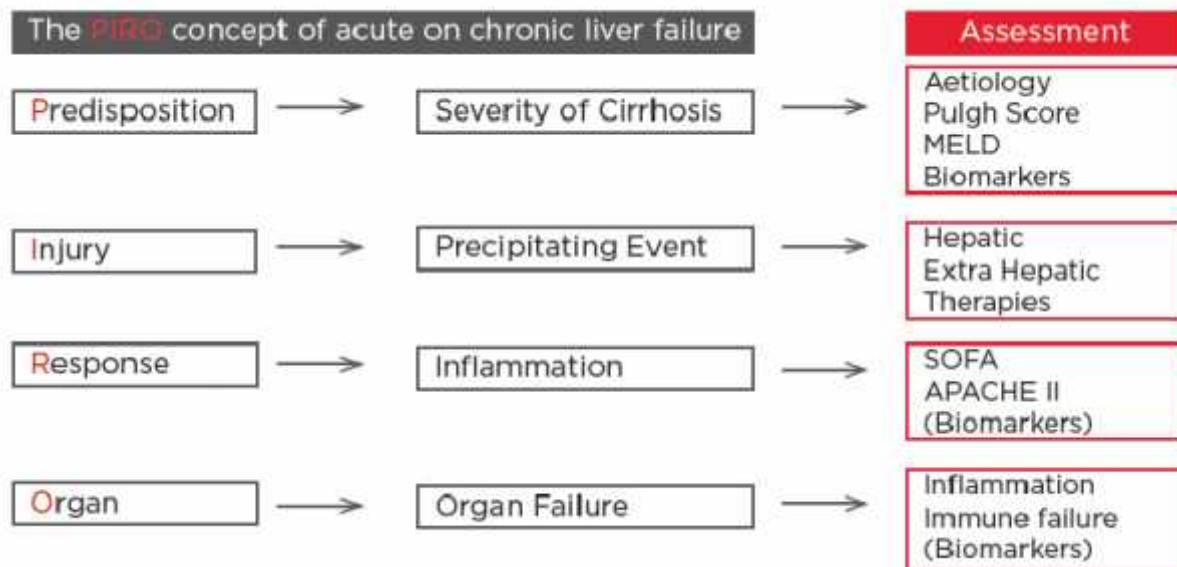 The PIRO concept of acute on chronic liver failure
Assessment
Predisposition
Severity of Cirrhosis
Aetiology
Pulgh Score
MELD
Biomarkers
Injury
Precipitating Event
Hepatic
Extra Hepatic
Therapies
Response
Inflammation
SOFA
APACHE II
(Biomarkers)
Organ
Organ Failure
Inflammation
Immune failure
(Biomarkers)